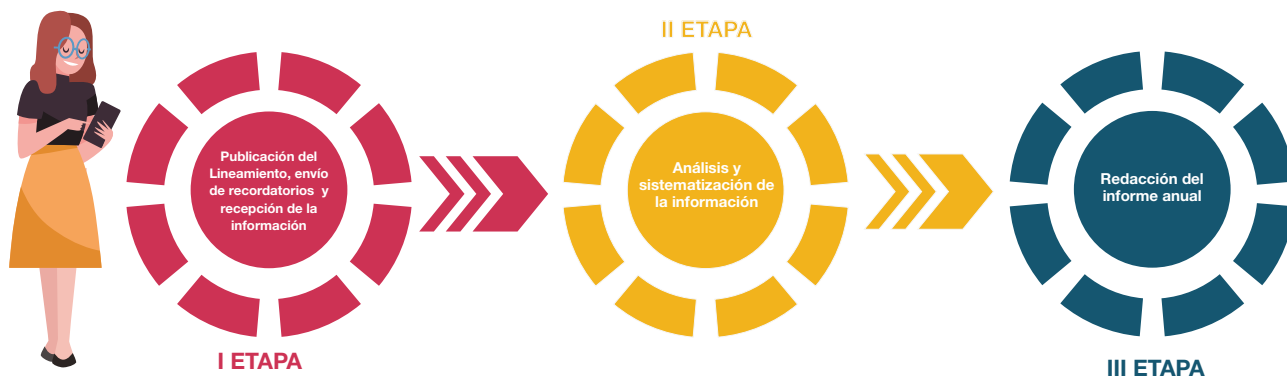 Publicación del
Lineamiento, envío
de recordatorios y
recepción de la
información
I ETAPA
II ETAPA
Análisis y
sistematización de
la información
Redacción del
informe anual
III ETAPA